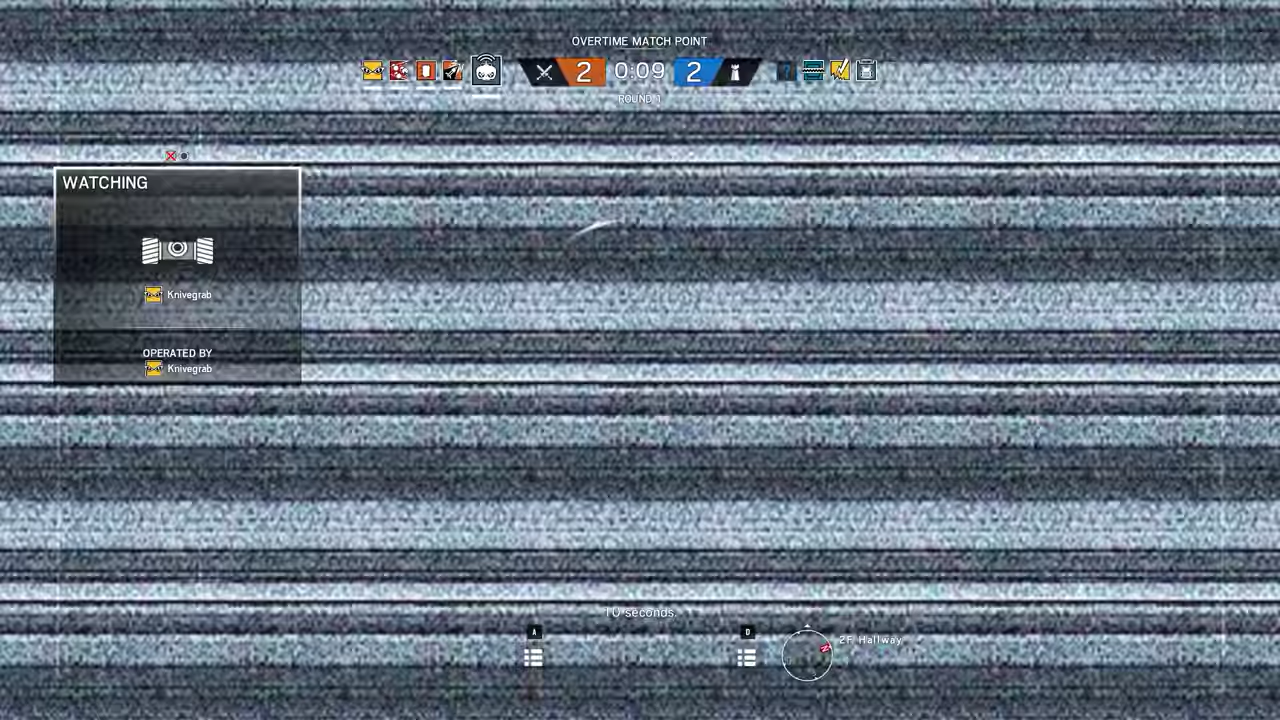 OVERTIME MATCH POINT
2 0:09 2
ROUND 1
WATCHING
Knivegrab
OPERATED BY
Knivegrab
10 seconds.
A D
2F Hallway